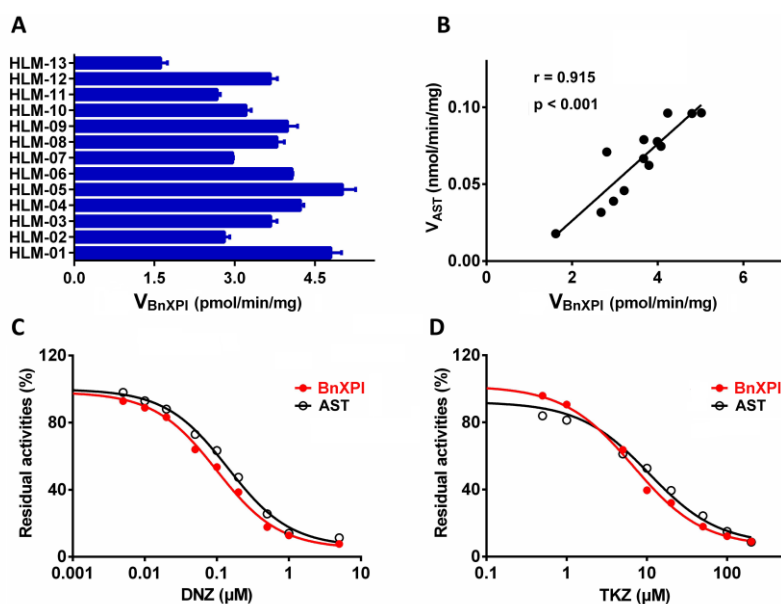 A
HLM-13
HLM-12
HLM-11
HLM-10
HLM-09
HLM-08
HLM-07
HLM-06
HLM-05
HLM-04
HLM-03
HLM-02
HLM-01
0.0 1.5 3.0 4.5
VBnXPI (pmol/min/mg)
B
r = 0.915
p < 0.001
VAST (nmol/min/mg)
0.10
0.05
0.00
0 2 4 6
VBnXPI (pmol/min/mg)
C
Residual activities (%)
120
80
40
0
BnXPI
AST
0.001 0.01 0.1 1 10
DNZ (μM)
D
Residual activities (%)
120
80
40
0
BnXPI
AST
0.1 1 10 100
TKZ (μM)